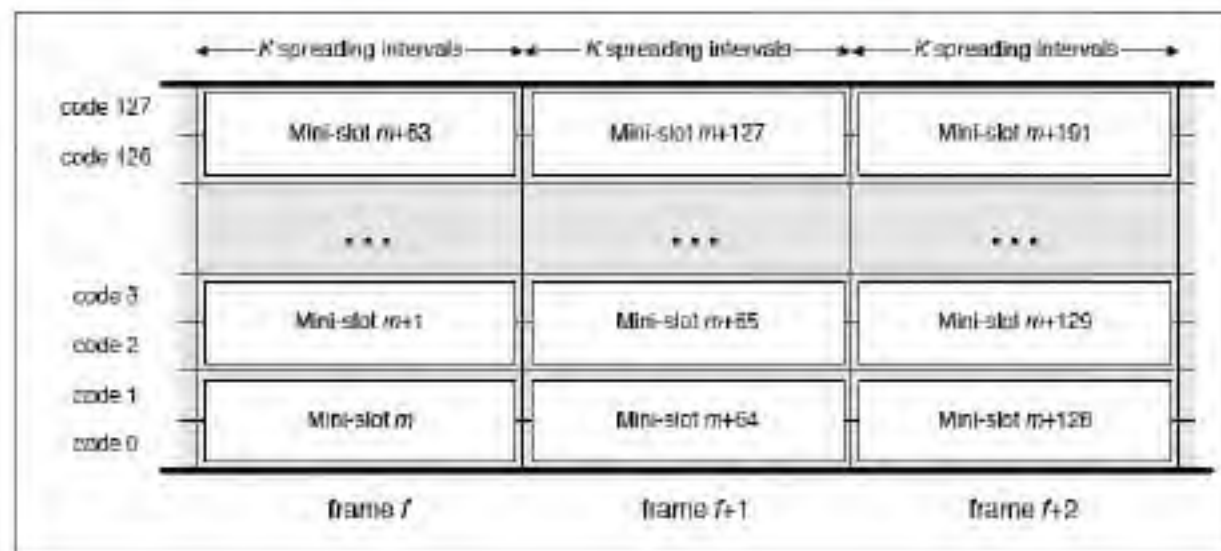 K spreading intervals K spreading intervals K spreading intervals
code 127
Mini-slot m+63 Mini-slot m+127 Mini-slot m+191
code 126
... ... ...
code 3
Mini-slot m+1 Mini-slot m+65 Mini-slot m+129
code 2
code 1
Mini-slot m Mini-slot m+64 Mini-slot m+128
code 0
frame f frame f+1 frame f+2